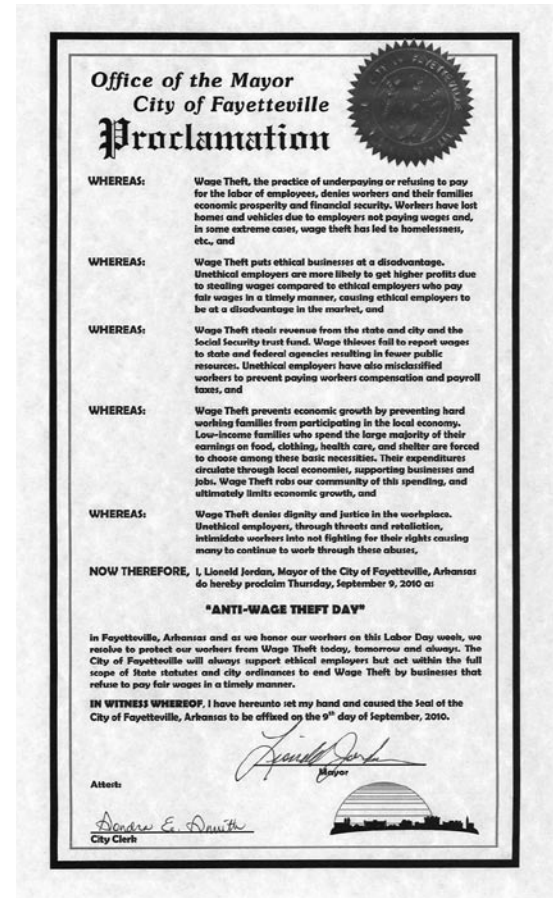 Office of the Mayor
City of Fayetteville
Proclamation
CITY OF FAYETTEVILLE
WHEREAS: Wage Theft, the practice of underpaying or refusing to pay
for the labor of employees, denies workers and their families
economic prosperity and financial security. Workers have lost
homes and vehicles due to employers not paying wages and,
in some extreme cases, wage theft has led to homelessness,
etc., and
WHEREAS: Wage Theft puts ethical businesses at a disadvantage.
Unethical employers are more likely to get higher profits due
to stealing wages compared to ethical employers who pay
fair wages in a timely manner, causing ethical employers to
be at a disadvantage in the market, and
WHEREAS: Wage Theft steals revenue from the state and city and the
Social Security trust fund. Wage thieves fail to report wages
to state and federal agencies resulting in fewer public
resources. Unethical employers have also misclassified
workers to prevent paying workers compensation and payroll
taxes, and
WHEREAS: Wage Theft prevents economic growth by preventing hard
working families from participating in the local economy.
Low-income families who spend the large majority of their
earnings on food, clothing, health care, and shelter are forced
to choose among these basic necessities. Their expenditures
circulate through local economies, supporting businesses and
jobs. Wage Theft robs our community of this spending, and
ultimately limits economic growth, and
WHEREAS: Wage Theft denies dignity and justice in the workplace.
Unethical employers, through threats and retaliation,
intimidate workers into not fighting for their rights causing
many to continue to work through these abuses,
NOW THEREFORE, I, Lioneld Jordan, Mayor of the City of Fayetteville, Arkansas
do hereby proclaim Thursday, September 9, 2010 as
"ANTI-WAGE THEFT DAY"
in Fayetteville, Arkansas and as we honor our workers on this Labor Day week, we
resolve to protect our workers from Wage Theft today, tomorrow and always. The
City of Fayetteville will always support ethical employers but act within the full
scope of State statutes and city ordinances to end Wage Theft by businesses that
refuse to pay fair wages in a timely manner.
IN WITNESS WHEREOF, I have hereunto set my hand and caused the Seal of the
City of Fayetteville, Arkansas to be affixed on the 9th day of September, 2010.
Lioneld Jordan
Mayor
Attest:
Sondra E. Smith
City Clerk